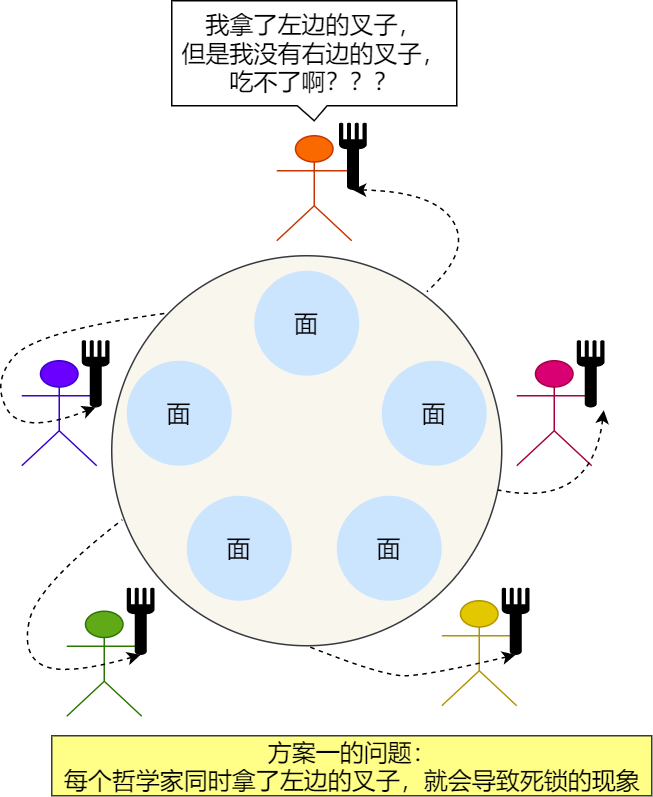 我拿了左边的叉子，
但是我没有右边的叉子，
吃不了啊？？？
面
面
面
面
面
方案一的问题：
每个哲学家同时拿了左边的叉子，就会导致死锁的现象